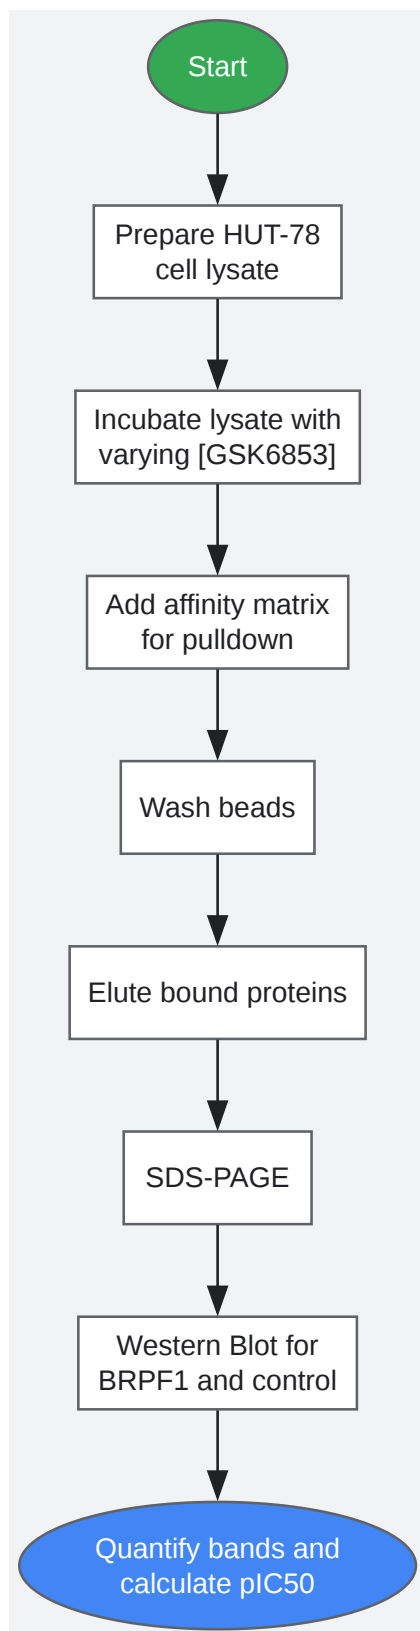 Start
Prepare HUT-78
cell lysate
Incubate lysate with
varying [GSK6853]
Add affinity matrix
for pulldown
Wash beads
Elute bound proteins
SDS-PAGE
Western Blot for
BRPF1 and control
Quantify bands and
calculate pIC50